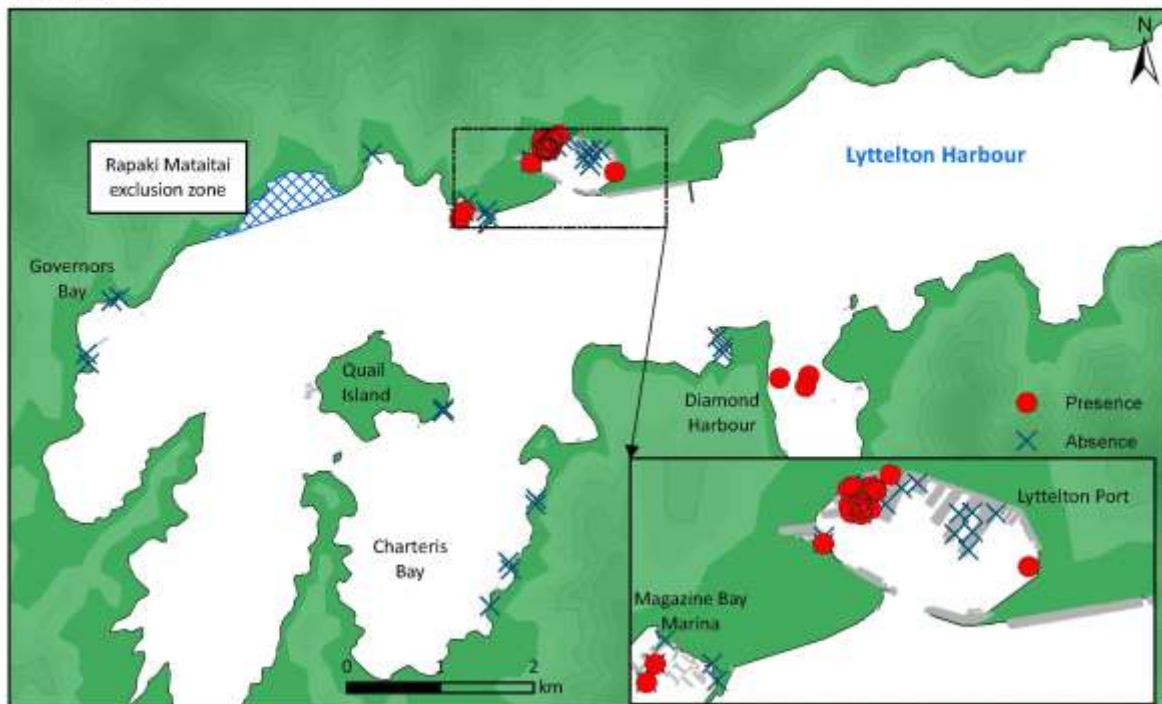 N
Rapaki Mataitai
exclusion zone
Lyttelton Harbour
Governors
Bay
Quail
Island
Diamond
Harbour
Presence
Absence
Lyttelton Port
Charteris
Bay
Magazine Bay
Marina
0 1 2
km